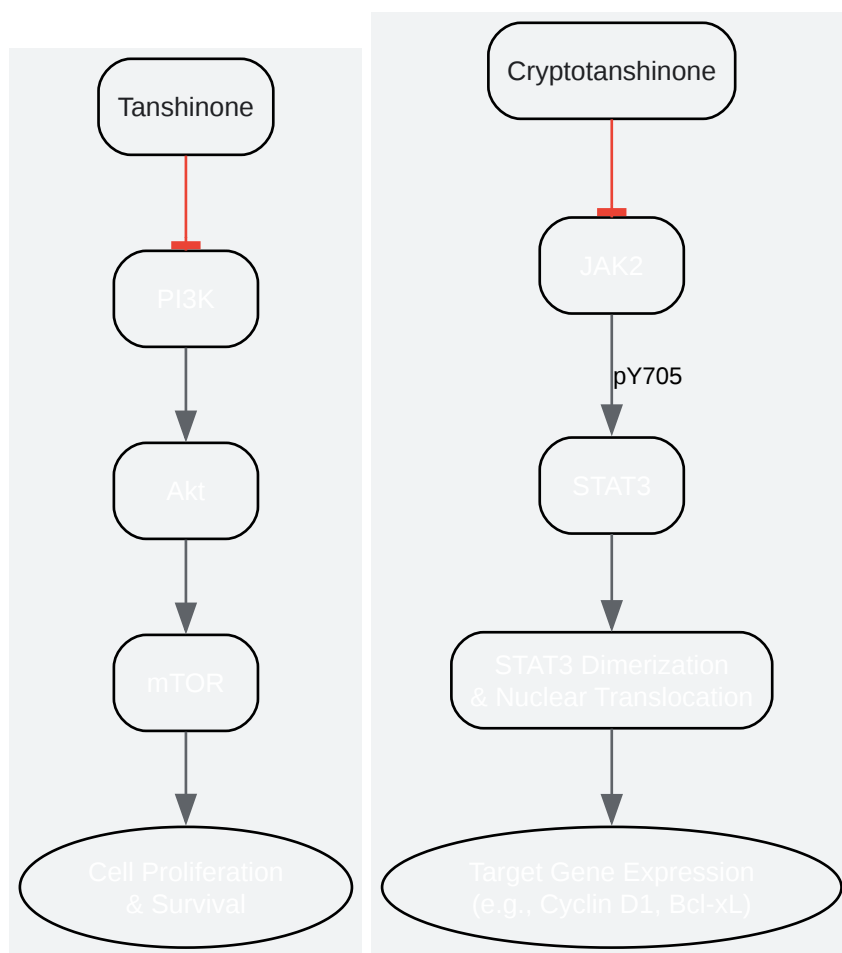 Tanshinone
PI3K
Akt
mTOR
Cell Proliferation
& Survival
Cryptotanshinone
JAK2
pY705
STAT3
STAT3 Dimerization
& Nuclear Translocation
Target Gene Expression
(e.g., Cyclin D1, Bcl-xL)